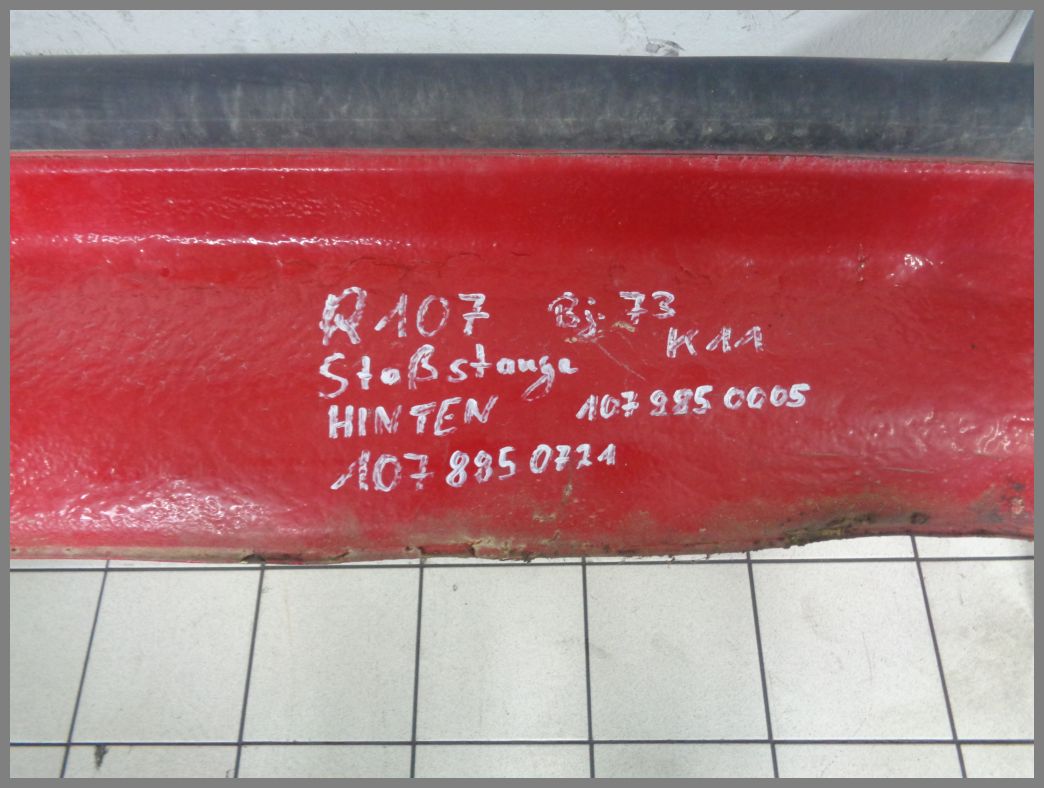 R107 Bj. 73
K11
Stoßstange
HINTEN 107 885 0005
107 885 0721